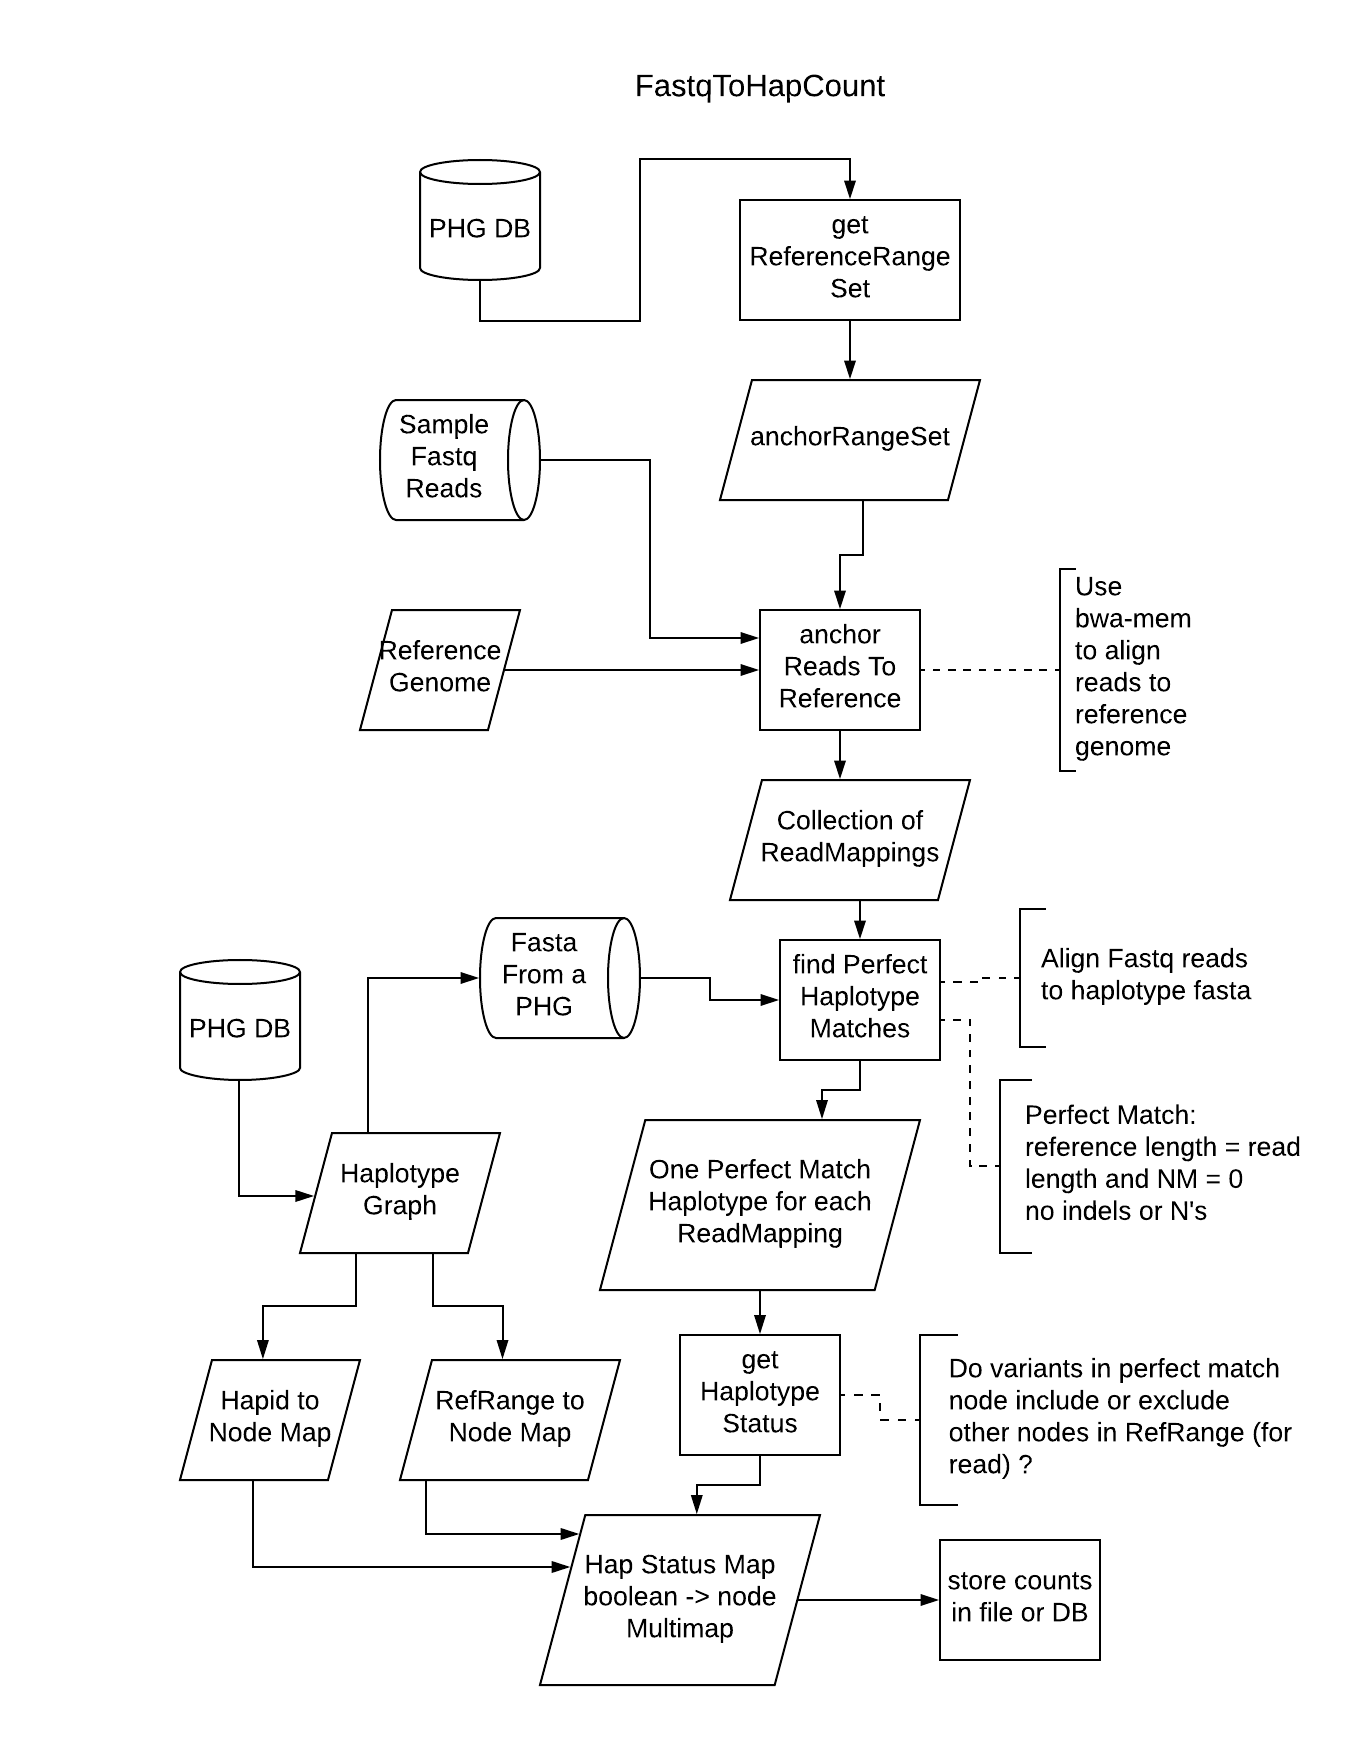 FastqToHapCount
PHG DB
get
ReferenceRange
Set
anchorRangeSet
Sample
Fastq
Reads
Reference
Genome
anchor
Reads To
Reference
Use
bwa-mem
to align
reads to
reference
genome
Collection of
ReadMappings
Fasta
From a
PHG
find Perfect
Haplotype
Matches
Align Fastq reads
to haplotype fasta
PHG DB
Perfect Match:
reference length = read
length and NM = 0
no indels or N's
Haplotype
Graph
One Perfect Match
Haplotype for each
ReadMapping
Hapid to
Node Map
RefRange to
Node Map
get
Haplotype
Status
Do variants in perfect match
node include or exclude
other nodes in RefRange (for
read) ?
Hap Status Map
boolean -> node
Multimap
store counts
in file or DB